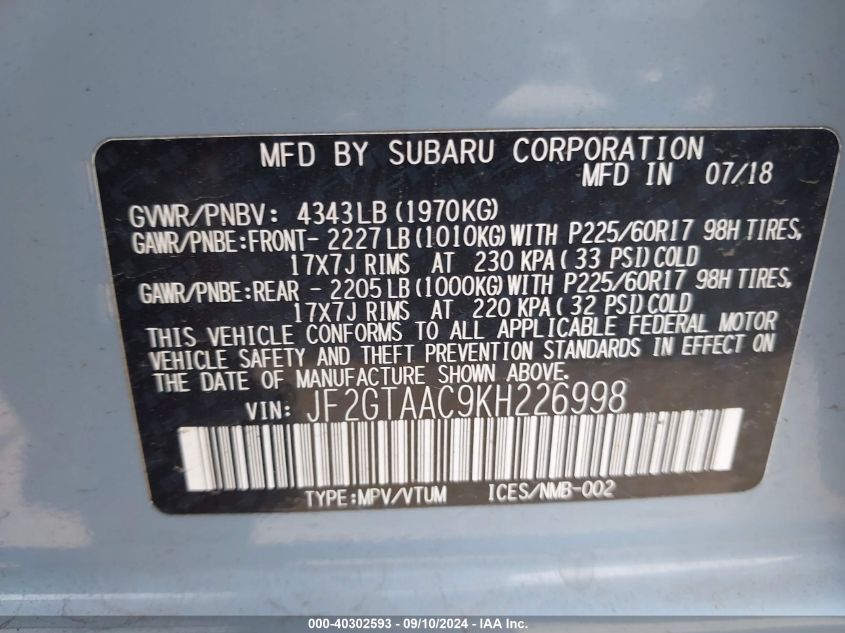 MFD BY SUBARU CORPORATION
MFD IN 07/18
GVWR/PNBV: 4343LB (1970KG)
GAWR/PNBE:FRONT- 2227LB (1010KG) WITH P225/60R17 98H TIRES,
17X7J RIMS AT 230 KPA ( 33 PSI) COLD
GAWR/PNBE:REAR - 2205LB (1000KG) WITH P225/60R17 98H TIRES,
17X7J RIMS AT 220 KPA ( 32 PSI) COLD
THIS VEHICLE CONFORMS TO ALL APPLICABLE FEDERAL MOTOR
VEHICLE SAFETY AND THEFT PREVENTION STANDARDS IN EFFECT ON
THE DATE OF MANUFACTURE SHOWN ABOVE.
VIN: JF2GTAAC9KH226998
TYPE:MPV/VTUM ICES/NMB-002
000-40302593 - 09/10/2024 - IAA Inc.